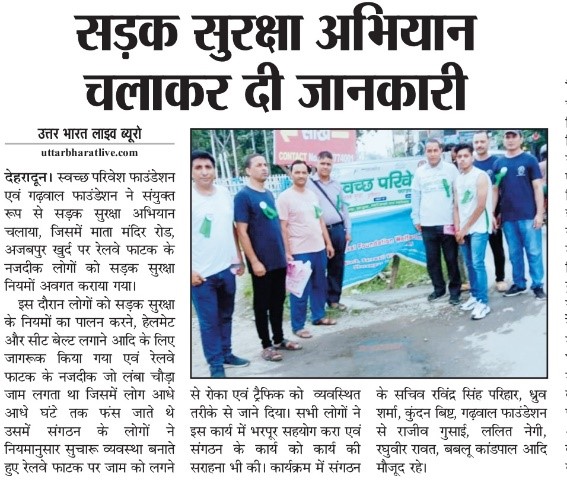 सड़क सुरक्षा अभियान
चलाकर दी जानकारी
उत्तर भारत लाइव ब्यूरो
uttarbharatlive.com
देहरादून। स्वच्छ परिवेश फाउंडेशन
एवं गढ़वाल फाउंडेशन ने संयुक्त
रूप से सड़क सुरक्षा अभियान
चलाया, जिसमें माता मंदिर रोड,
अजबपुर खुर्द पर रेलवे फाटक के
नजदीक लोगों को सड़क सुरक्षा
नियमों अवगत कराया गया।
इस दौरान लोगों को सड़क सुरक्षा
के नियमों का पालन करने, हेलमेट
और सीट बेल्ट लगाने आदि के लिए
जागरूक किया गया एवं रेलवे
फाटक के नजदीक जो लंबा चौड़ा
जाम लगता था जिसमें लोग आधे
आधे घंटे तक फंस जाते थे
उसमें संगठन के लोगों ने
नियमानुसार सुचारू व्यवस्था बनाते
हुए रेलवे फाटक पर जाम को लगने
से रोका एवं ट्रैफिक को व्यवस्थित
तरीके से जाने दिया। सभी लोगों ने
इस कार्य में भरपूर सहयोग करा एवं
संगठन के कार्य को कार्य की
सराहना भी की। कार्यक्रम में संगठन
के सचिव रविंद्र सिंह परिहार, ध्रुव
शर्मा, कुंदन बिष्ट, गढ़वाल फाउंडेशन
से राजीव गुसाई, ललित नेगी,
रघुवीर रावत, बबलू कांडपाल आदि
मौजूद रहे।
CONTACT
स्वच्छ परिवे
Foundation Welfare